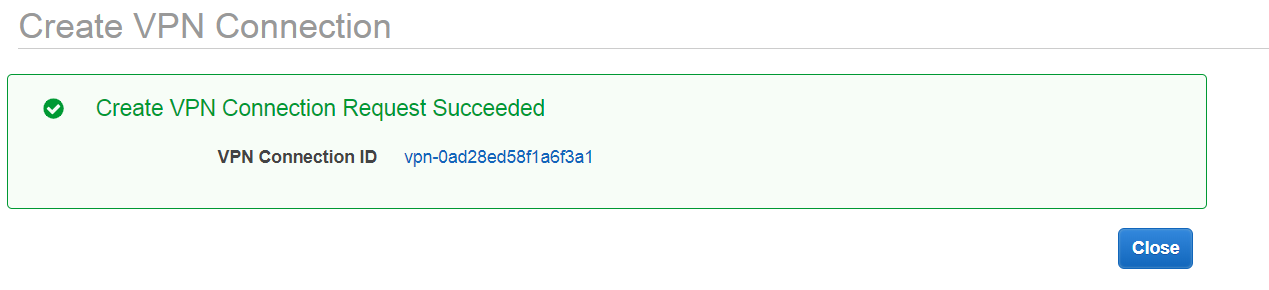 Create VPN Connection
Create VPN Connection Request Succeeded
VPN Connection ID vpn-0ad28ed58f1a6f3a1
Close